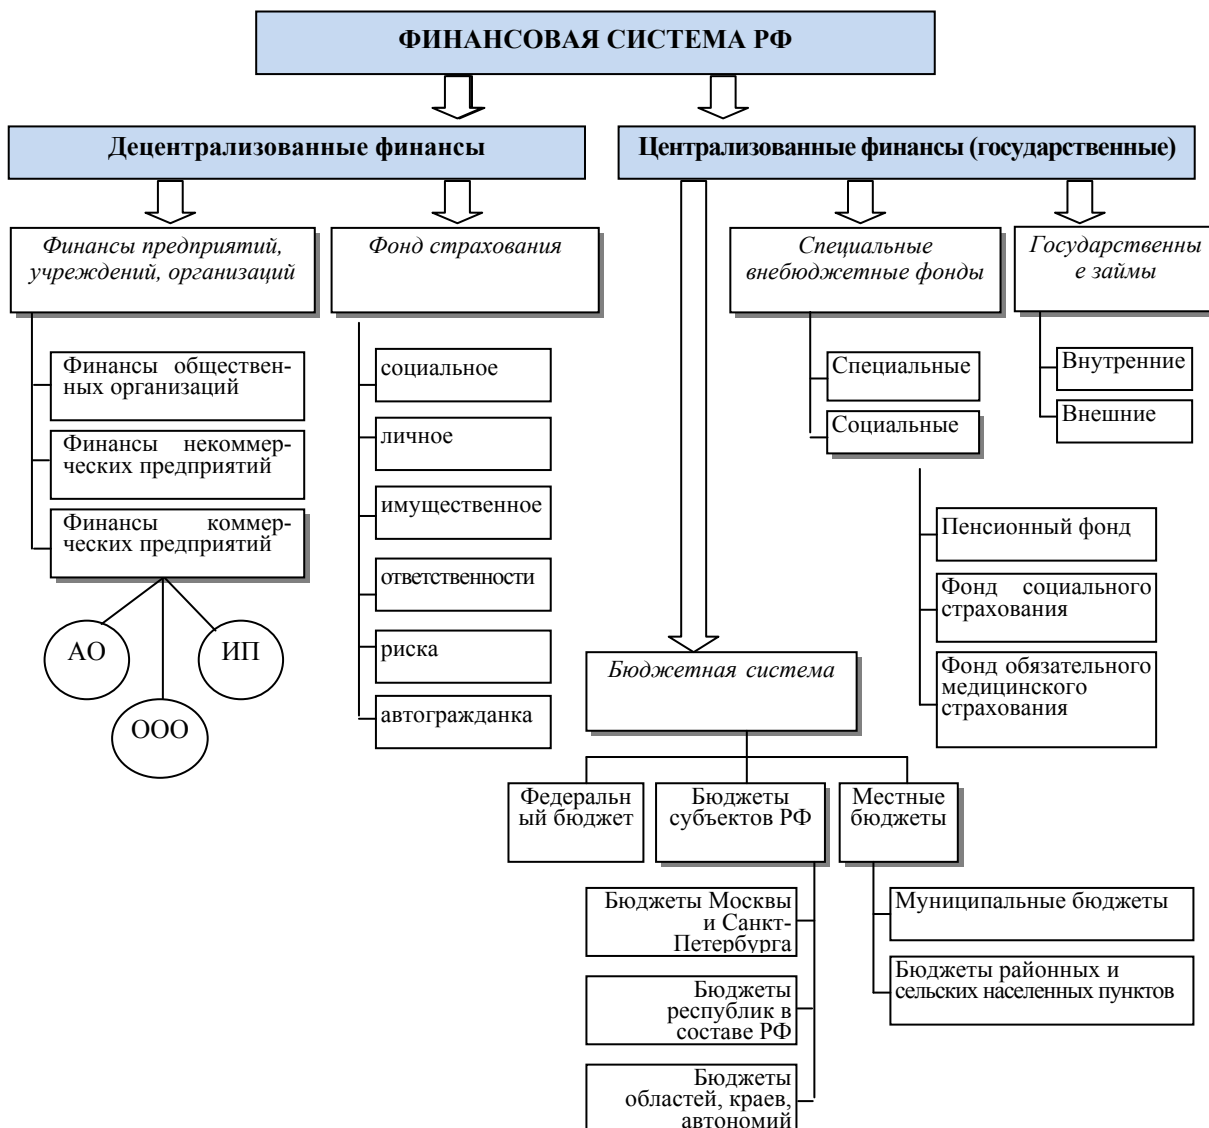 ФИНАНСОВАЯ СИСТЕМА РФ
Децентрализованные финансы
Централизованные финансы (государственные)
Финансы предприятий,
учреждений, организаций
Фонд страхования
Специальные
внебюджетные фонды
Государственны
е займы
Финансы обществен-
ных организаций
Финансы некоммер-
ческих предприятий
Финансы коммер-
ческих предприятий
АО
ООО
ИП
социальное
личное
имущественное
ответственности
риска
автогражданка
Специальные
Социальные
Внутренние
Внешние
Пенсионный фонд
Фонд социального
страхования
Фонд обязательного
медицинского
страхования
Бюджетная система
Федеральн
ый бюджет
Бюджеты
субъектов РФ
Местные
бюджеты
Бюджеты Москвы
и Санкт-
Петербурга
Бюджеты
республик в
составе РФ
Бюджеты
областей, краев,
автономий
Муниципальные бюджеты
Бюджеты районных и
сельских населенных пунктов